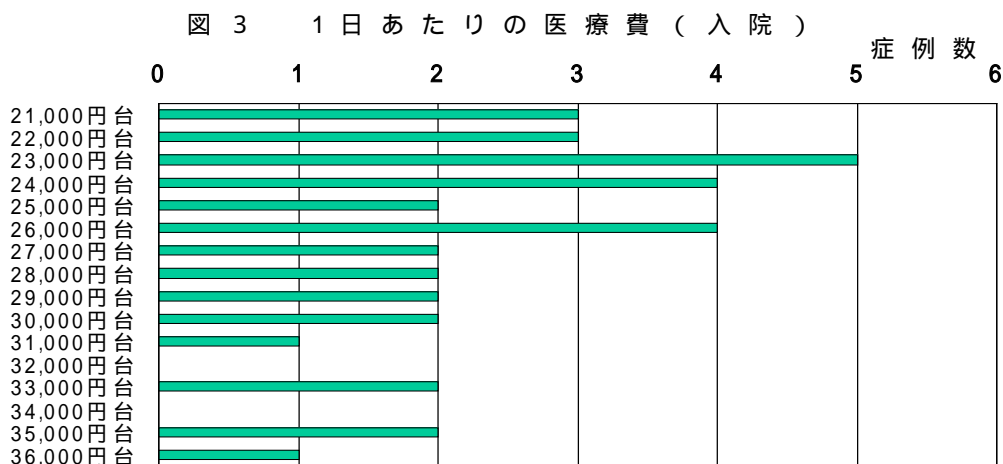 図3 1日あたりの医療費(入院)
症例数
0 1 2 3 4 5 6
21,000円台
22,000円台
23,000円台
24,000円台
25,000円台
26,000円台
27,000円台
28,000円台
29,000円台
30,000円台
31,000円台
32,000円台
33,000円台
34,000円台
35,000円台
36,000円台